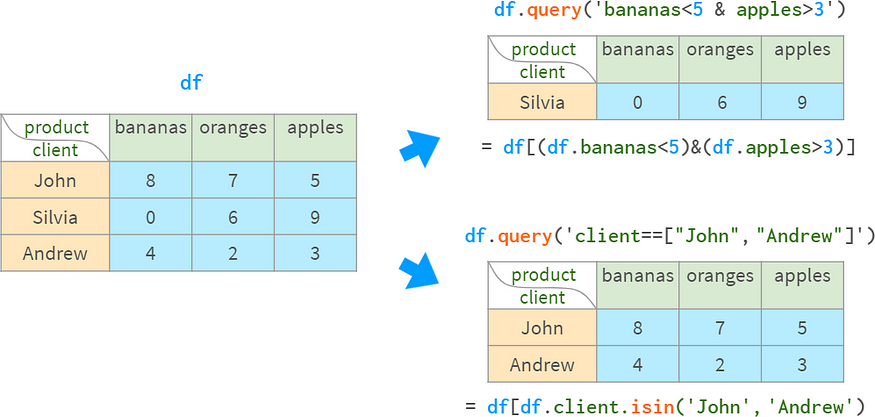 df
product bananas oranges apples
client
John 8 7 5
Silvia 0 6 9
Andrew 4 2 3
df.query('bananas<5 & apples>3')
product bananas oranges apples
client
Silvia 0 6 9
= df[(df.bananas<5)&(df.apples>3)]
df.query('client==["John","Andrew"]')
product bananas oranges apples
client
John 8 7 5
Andrew 4 2 3
= df[df.client.isin('John','Andrew')